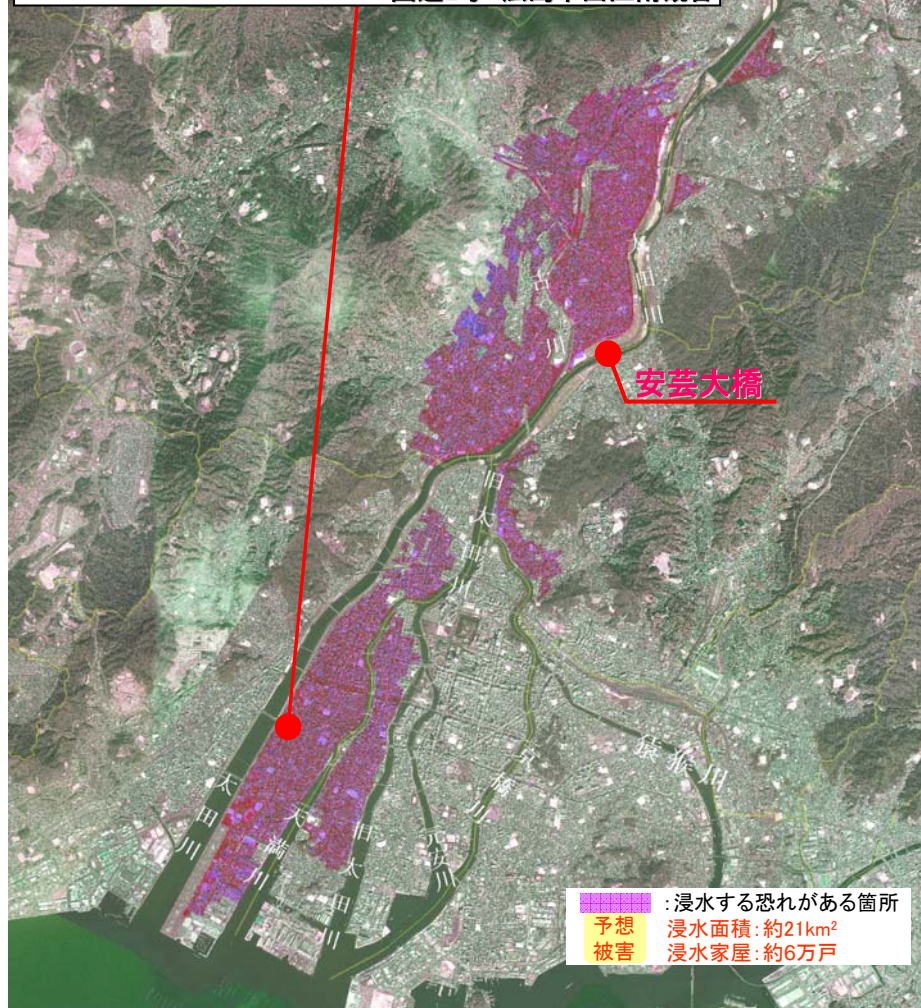 安芸大橋
旧太田川
古川
京橋川
猿猴川
太田川
天満川
旧太田川
元安川
:浸水する恐れがある箇所
予想
被害
浸水面積:約21km²
浸水家屋:約6万戸